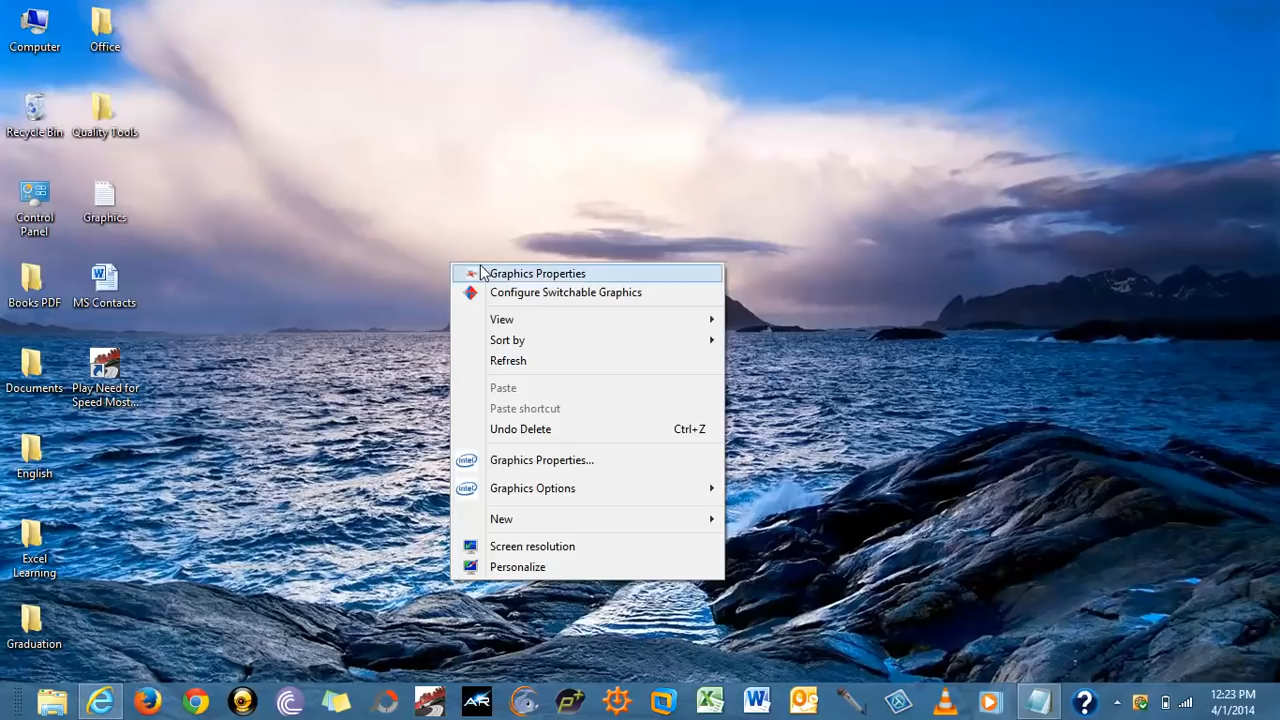 Computer
Office
Recycle Bin
Quality Tools
Control
Panel
Graphics
Books PDF
MS Contacts
Documents
Play Need for
Speed Most...
English
Excel
Learning
Graduation
Graphics Properties
Configure Switchable Graphics
View
Sort by
Refresh
Paste
Paste shortcut
Undo Delete Ctrl+Z
intel Graphics Properties...
intel Graphics Options
New
Screen resolution
Personalize
12:23 PM
4/1/2014